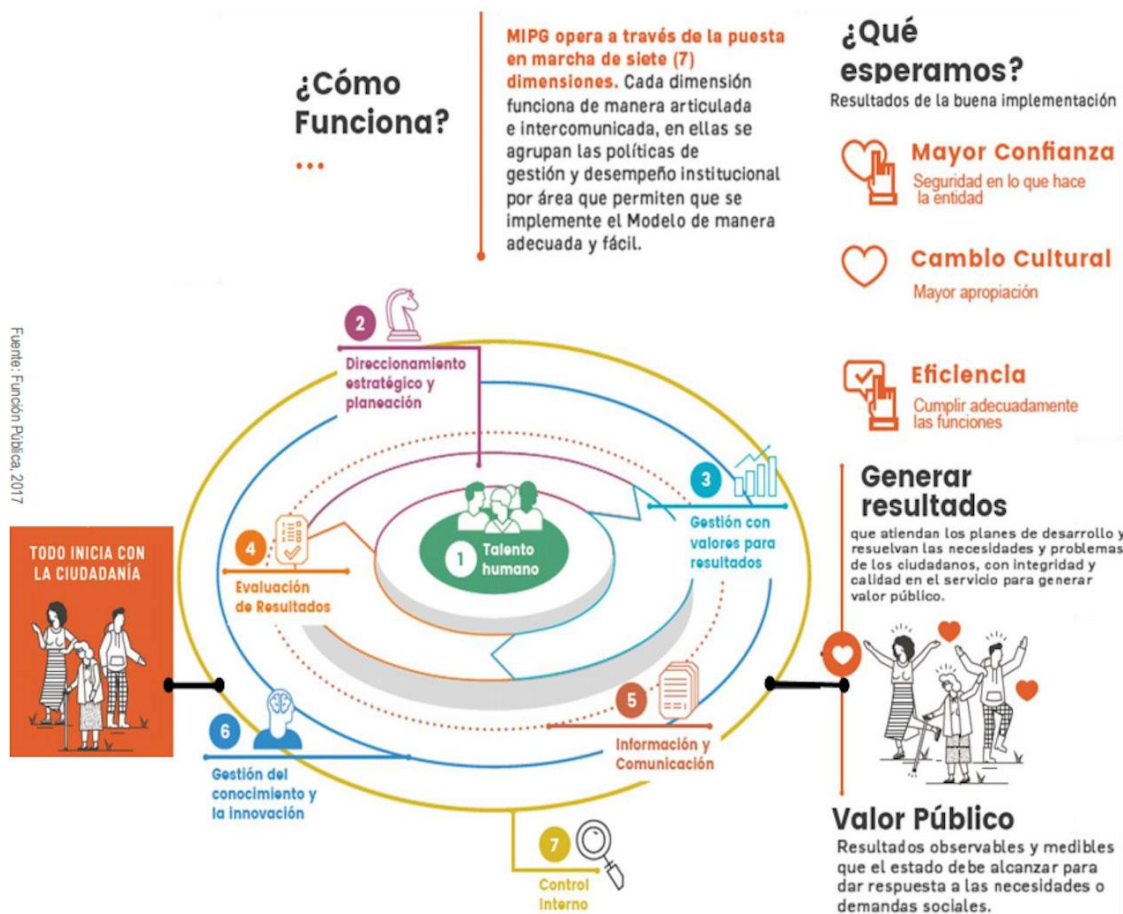 ¿Cómo
Funciona?
...
MIPG opera a través de la puesta
en marcha de siete (7)
dimensiones. Cada dimensión
funciona de manera articulada
e intercomunicada, en ellas se
agrupan las políticas de
gestión y desempeño institucional
por área que permiten que se
implemente el Modelo de manera
adecuada y fácil.
¿Qué
esperamos?
Resultados de la buena implementación
Mayor Confianza
Seguridad en lo que hace
la entidad
Cambio Cultural
Mayor apropiación
Eficiencia
Cumplir adecuadamente
las funciones
Fuente: Función Pública, 2017
TODO INICIA CON
LA CIUDADANÍA
2
Direccionamiento
estratégico y
planeación
1
Talento
humano
3
Gestión con
valores para
resultados
4
Evaluación
de Resultados
5
Información y
Comunicación
6
Gestión del
conocimiento y
la innovación
7
Control
Interno
Generar
resultados
que atiendan los planes de desarrollo y
resuelvan las necesidades y problemas
de los ciudadanos, con integridad y
calidad en el servicio para generar
valor público.
Valor Público
Resultados observables y medibles
que el estado debe alcanzar para
dar respuesta a las necesidades o
demandas sociales.